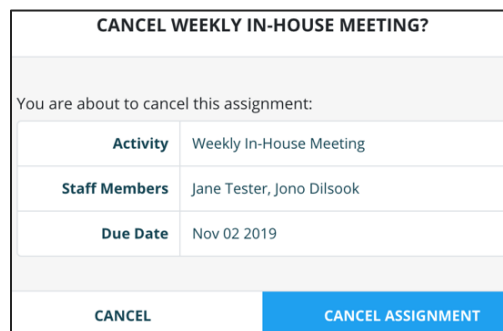 CANCEL WEEKLY IN-HOUSE MEETING?
You are about to cancel this assignment:
Activity Weekly In-House Meeting
Staff Members Jane Tester, Jono Dilsook
Due Date Nov 02 2019
CANCEL CANCEL ASSIGNMENT